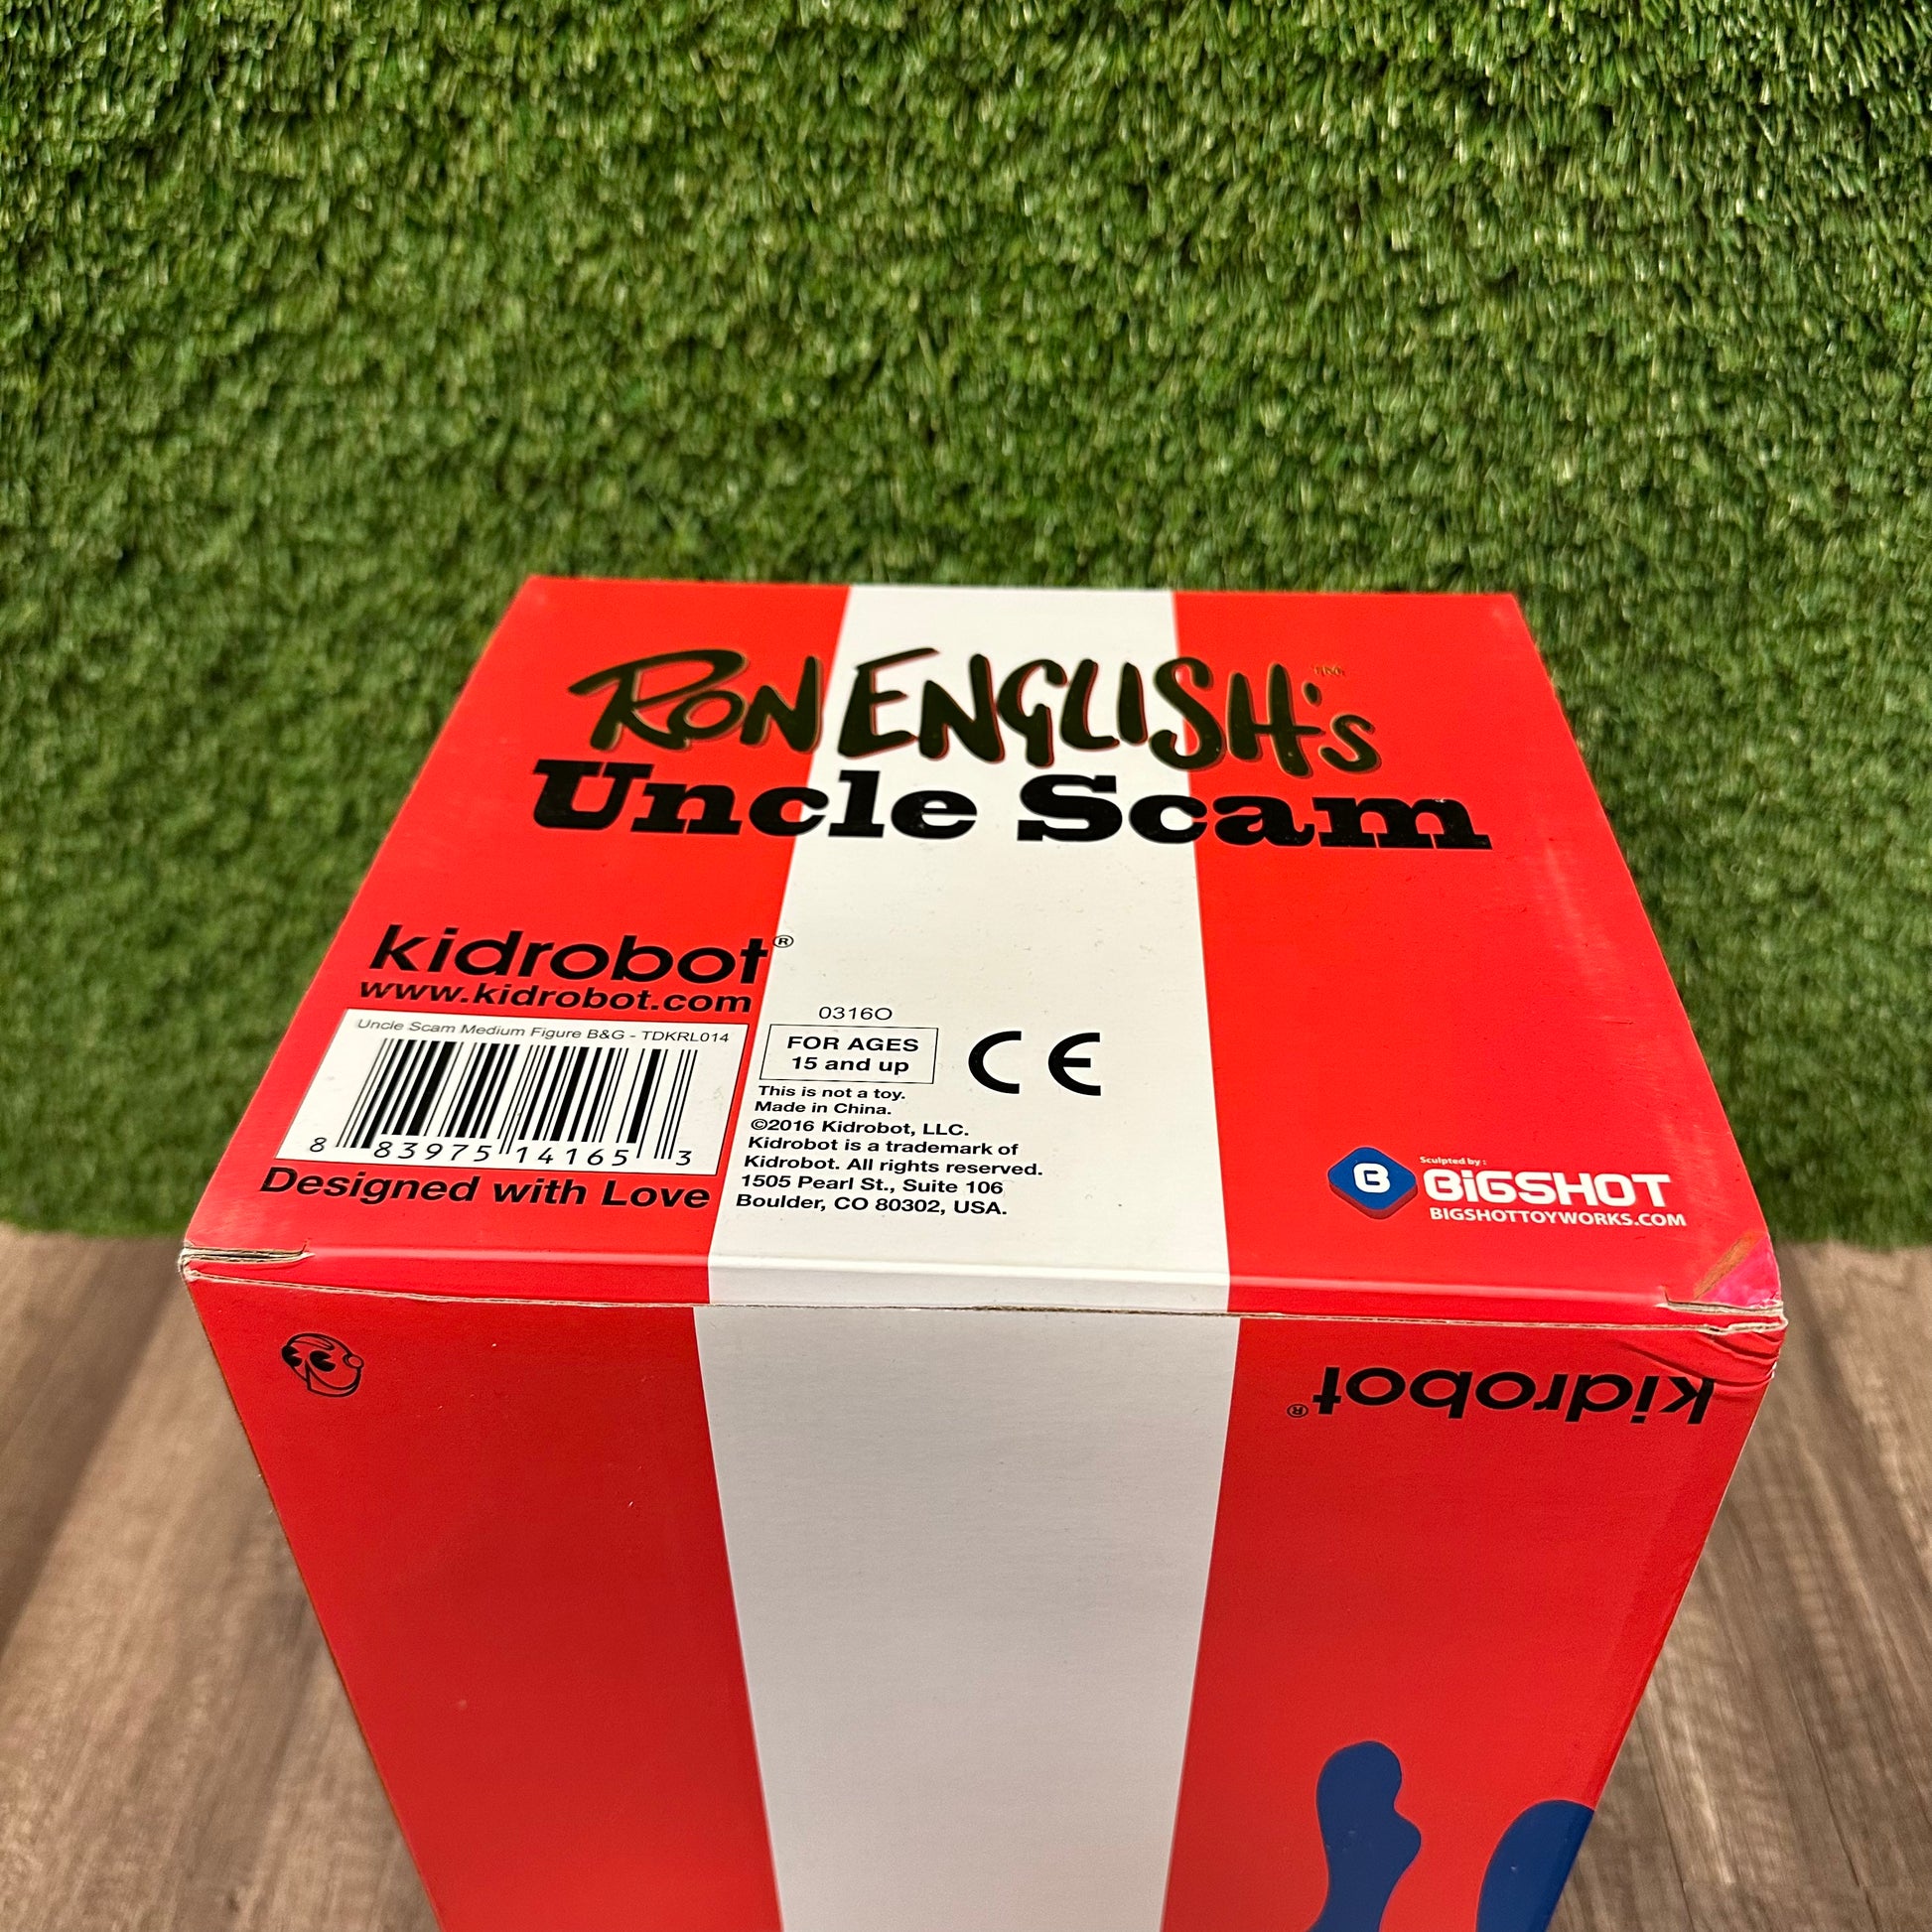 RON ENGLISH's™
Uncle Scam
kidrobot®
www.kidrobot.com
Uncle Scam Medium Figure B&G - TDKRL014
8 83975 14165 3
Designed with Love
0316O
FOR AGES
15 and up
CE
This is not a toy.
Made in China.
©2016 Kidrobot, LLC.
Kidrobot is a trademark of
Kidrobot. All rights reserved.
1505 Pearl St., Suite 106
Boulder, CO 80302, USA.
B
Sculpted by:
BiGSHOT
BIGSHOTTOYWORKS.COM
kidrobot®